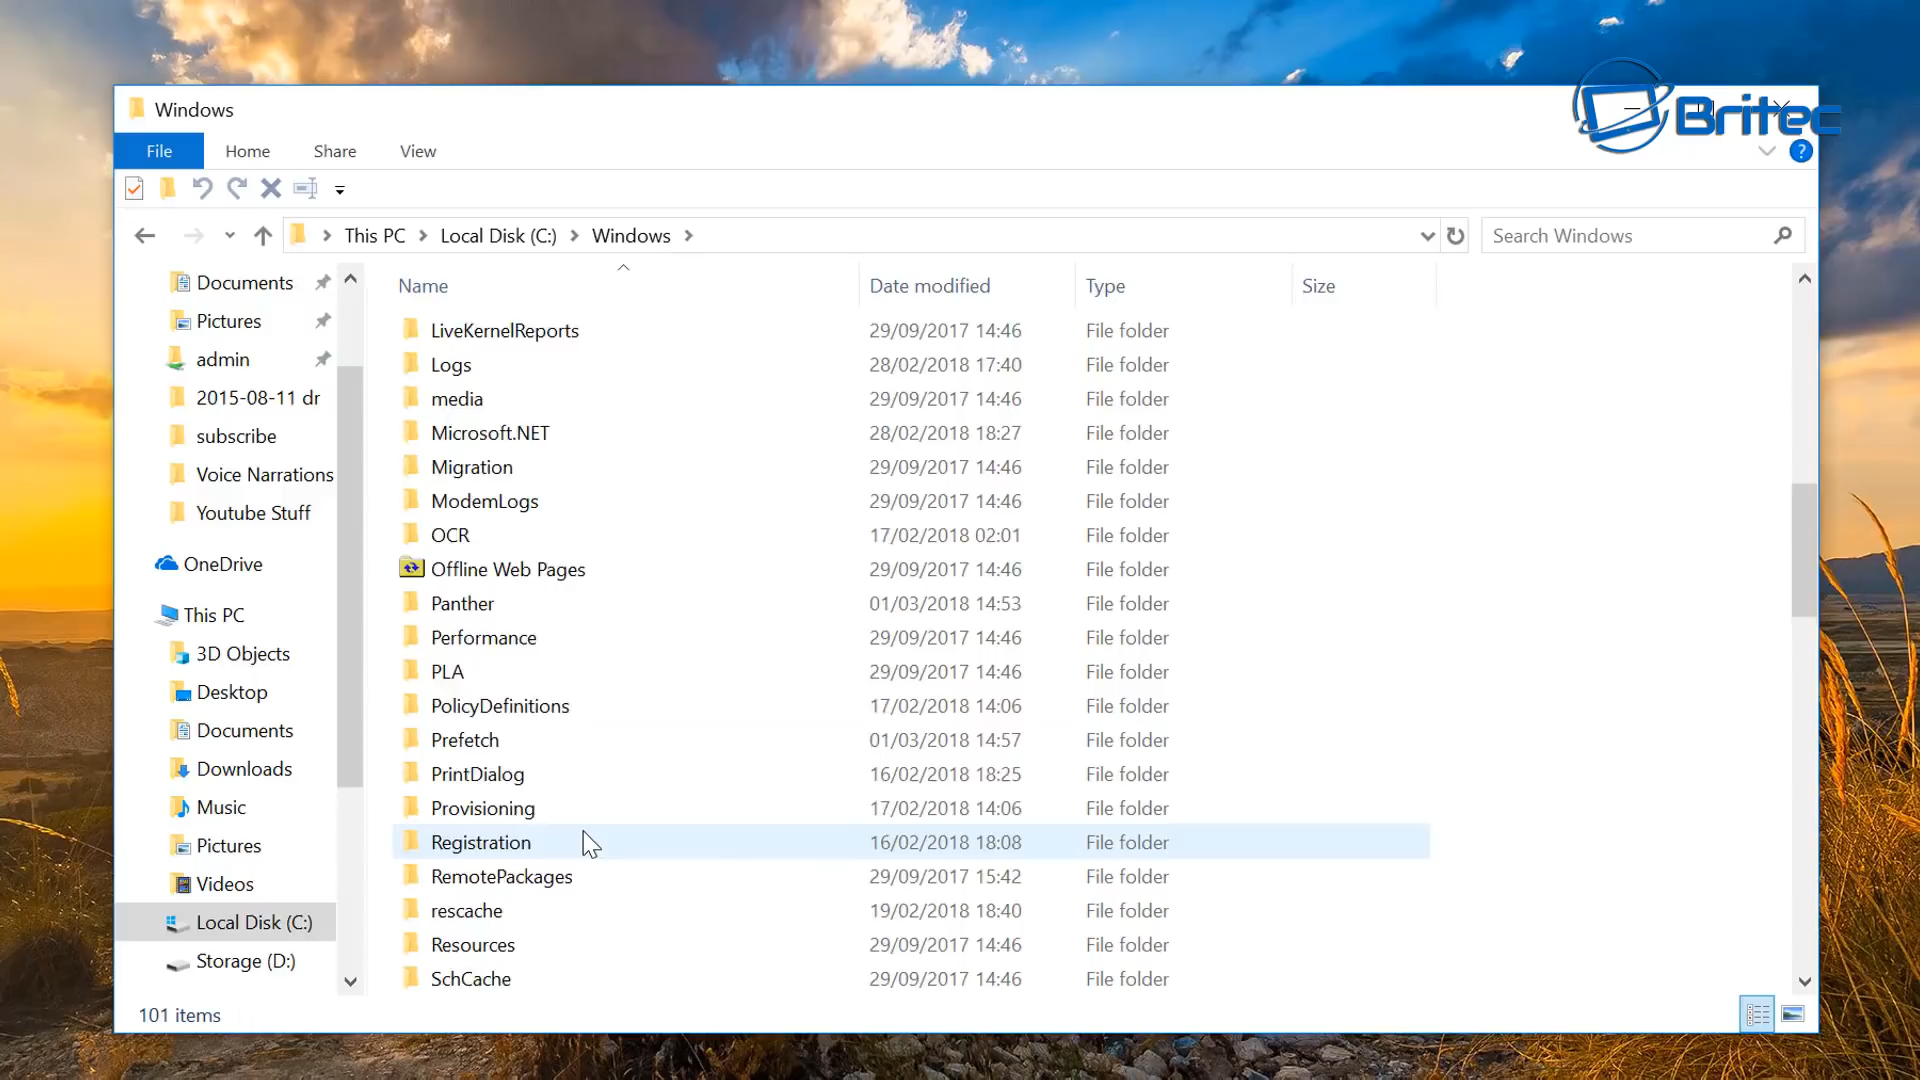 Windows
Britec
File Home Share View
?
This PC Local Disk (C:) Windows
Search Windows
Name Date modified Type Size
Documents
Pictures
admin
2015-08-11 dr
subscribe
Voice Narrations
Youtube Stuff
OneDrive
This PC
3D Objects
Desktop
Documents
Downloads
Music
Pictures
Videos
Local Disk (C:)
Storage (D:)
LiveKernelReports 29/09/2017 14:46 File folder
Logs 28/02/2018 17:40 File folder
media 29/09/2017 14:46 File folder
Microsoft.NET 28/02/2018 18:27 File folder
Migration 29/09/2017 14:46 File folder
ModemLogs 29/09/2017 14:46 File folder
OCR 17/02/2018 02:01 File folder
Offline Web Pages 29/09/2017 14:46 File folder
Panther 01/03/2018 14:53 File folder
Performance 29/09/2017 14:46 File folder
PLA 29/09/2017 14:46 File folder
PolicyDefinitions 17/02/2018 14:06 File folder
Prefetch 01/03/2018 14:57 File folder
PrintDialog 16/02/2018 18:25 File folder
Provisioning 17/02/2018 14:06 File folder
Registration 16/02/2018 18:08 File folder
RemotePackages 29/09/2017 15:42 File folder
rescache 19/02/2018 18:40 File folder
Resources 29/09/2017 14:46 File folder
SchCache 29/09/2017 14:46 File folder
101 items